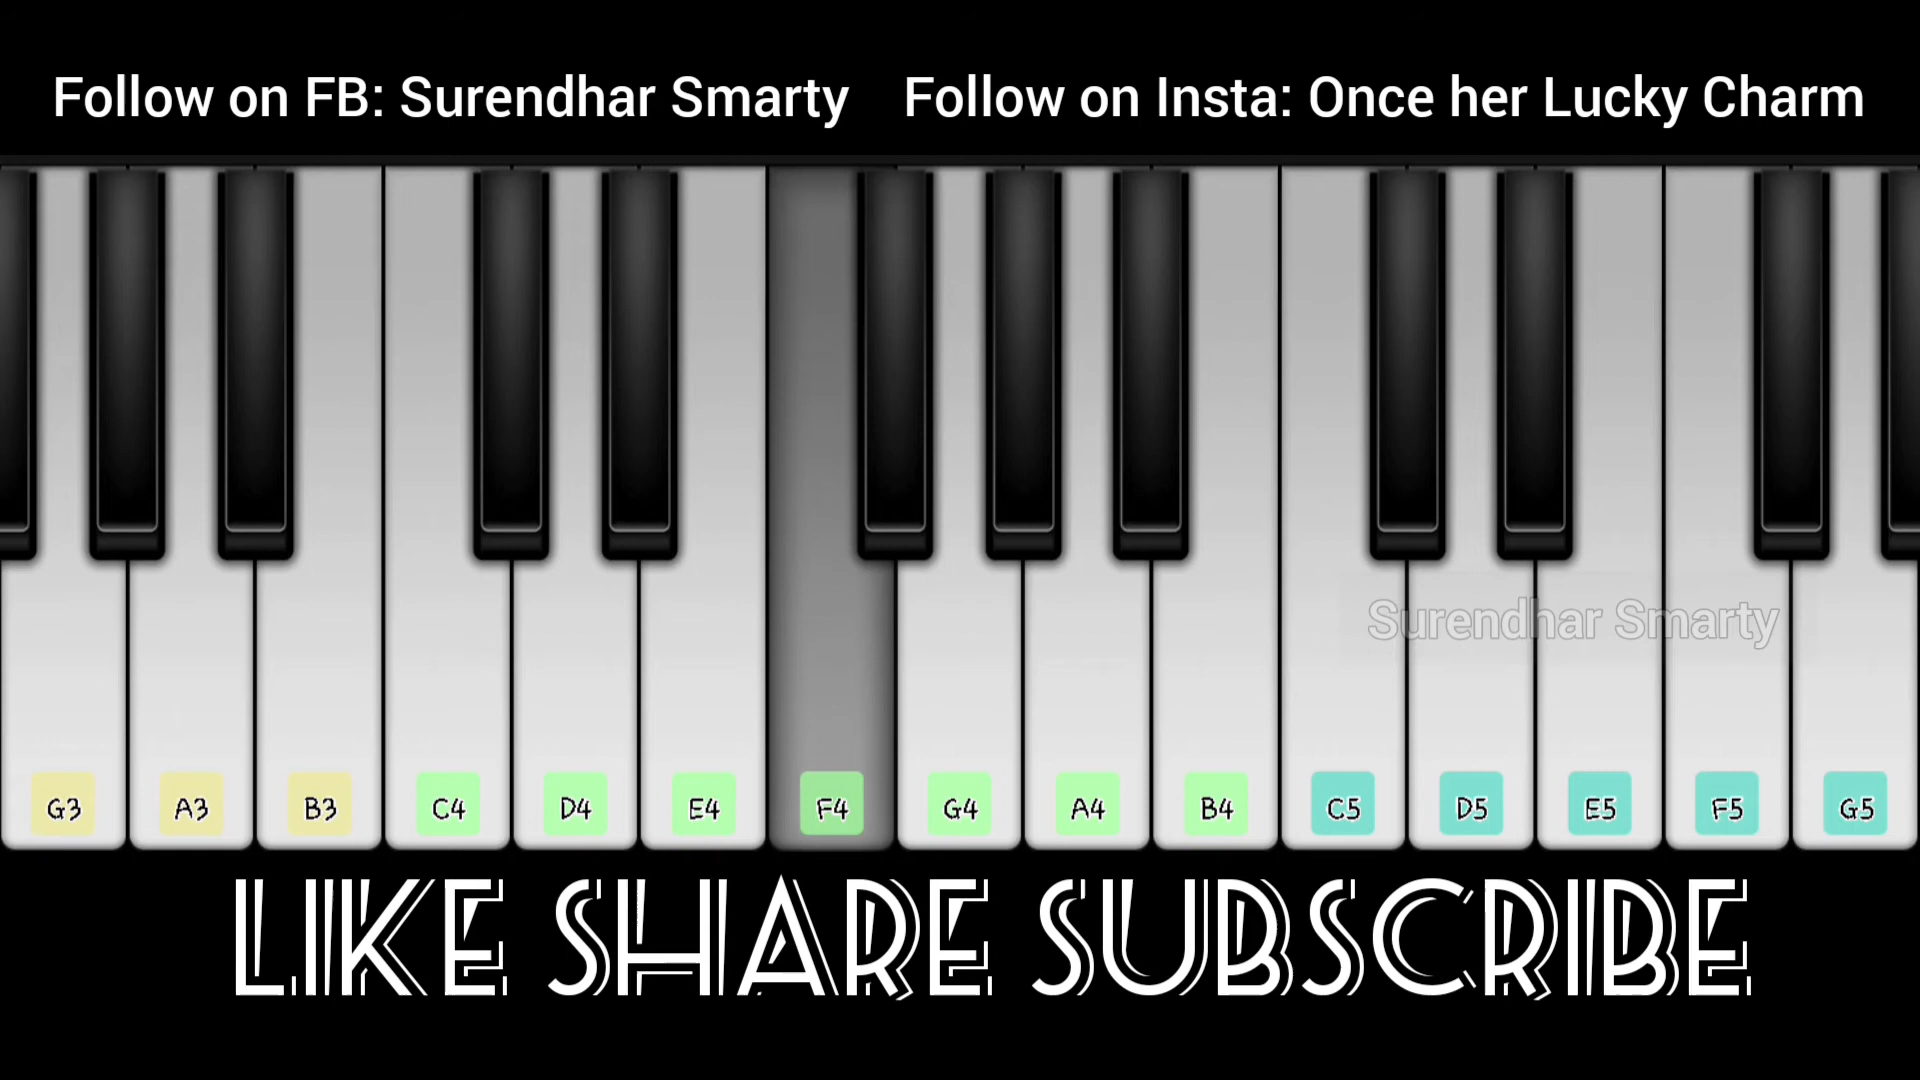 Follow on FB: Surendhar Smarty Follow on Insta: Once her Lucky Charm
Surendhar Smarty
G3 A3 B3 C4 D4 E4 F4 G4 A4 B4 C5 D5 E5 F5 G5
LIKE SHARE SUBSCRIBE